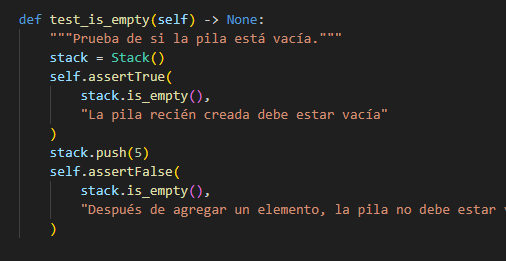 def test_is_empty(self) -> None:
"""Prueba de si la pila está vacía."""
stack = Stack()
self.assertTrue(
stack.is_empty(),
"La pila recién creada debe estar vacía"
)
stack.push(5)
self.assertFalse(
stack.is_empty(),
"Después de agregar un elemento, la pila no debe estar
)